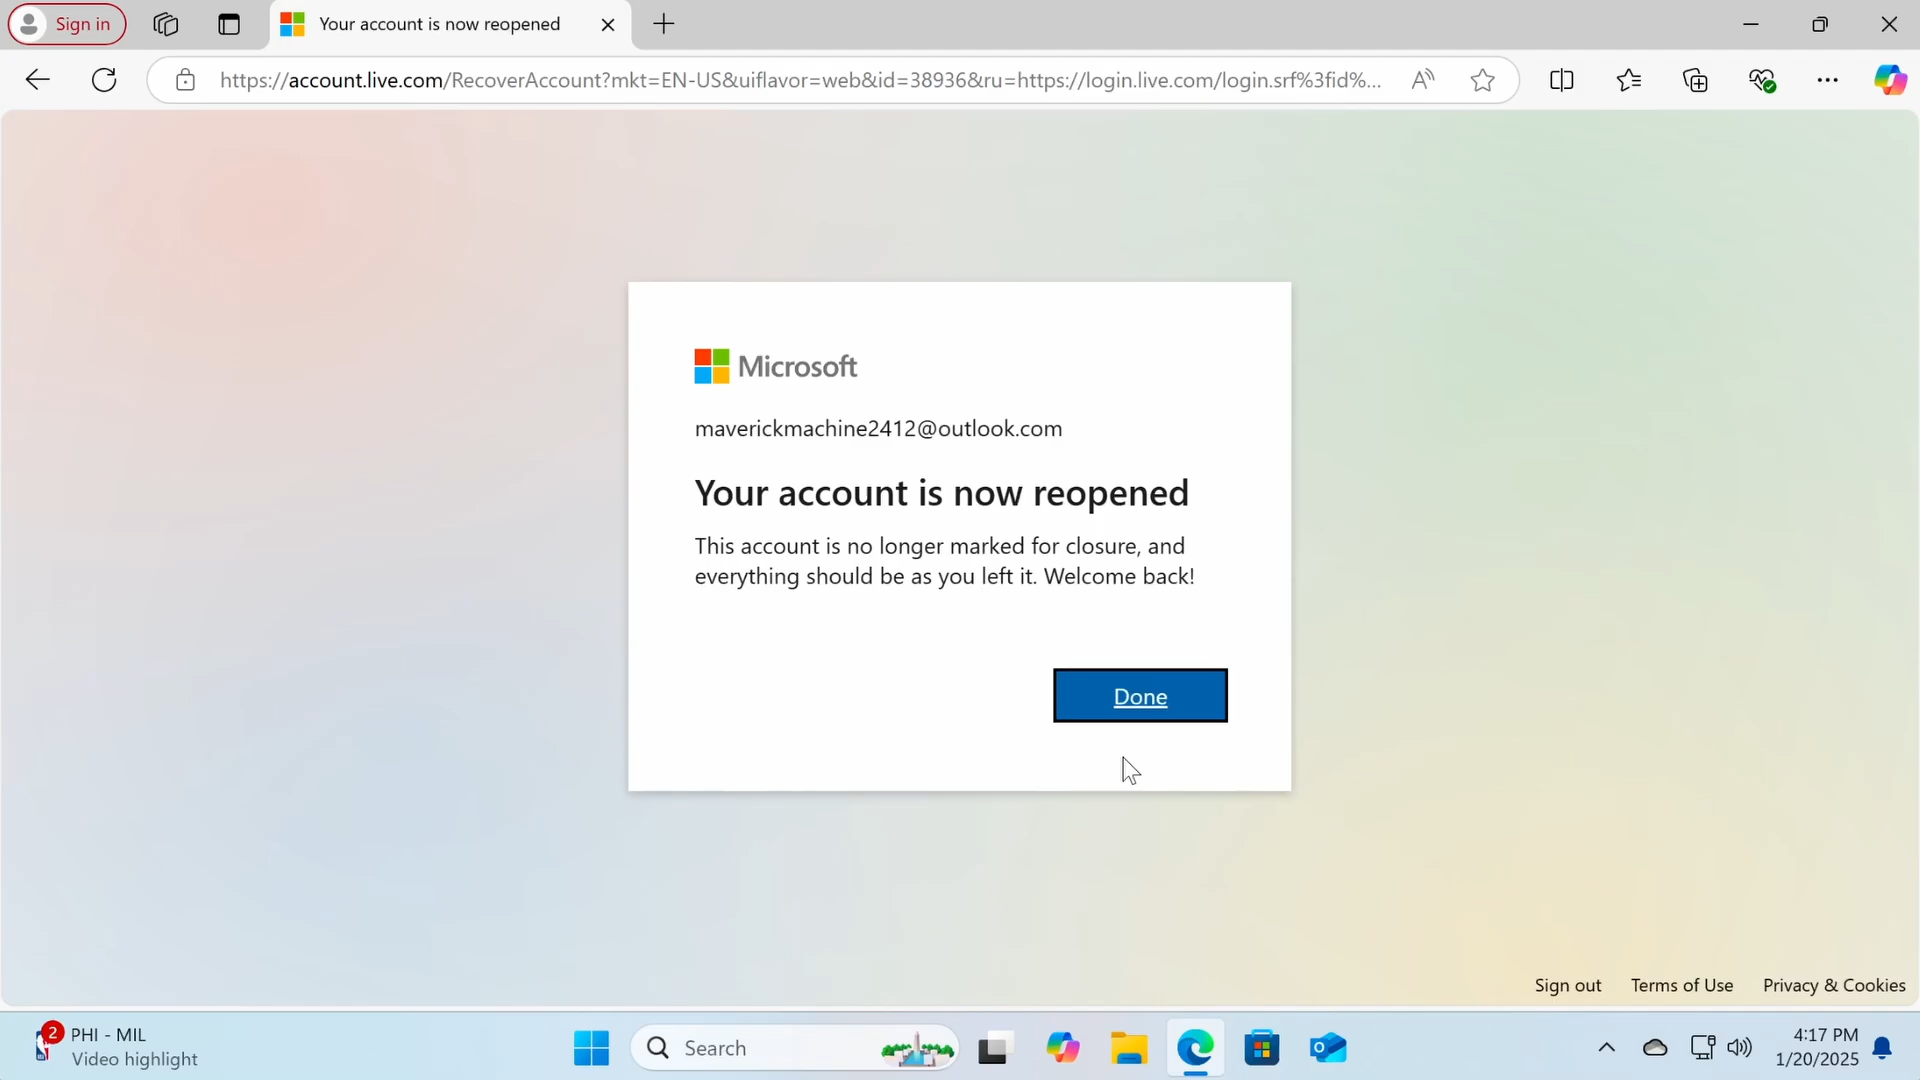 Sign in
Your account is now reopened
https://account.live.com/RecoverAccount?mkt=EN-US&uiflavor=web&id=38936&ru=https://login.live.com/login.srf%3fid%...
Microsoft
maverickmachine2412@outlook.com
Your account is now reopened
This account is no longer marked for closure, and
everything should be as you left it. Welcome back!
Done
Sign out Terms of Use Privacy & Cookies
2
PHI - MIL
Video highlight
Search
4:17 PM
1/20/2025